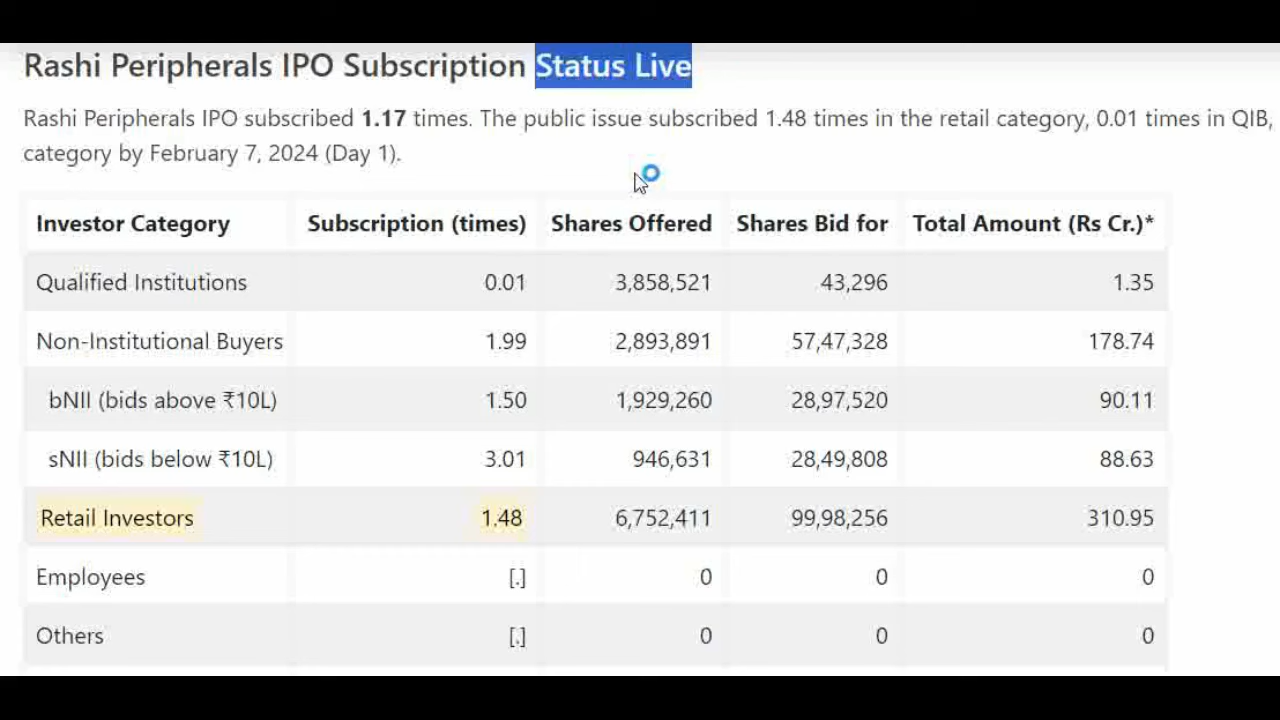 Rashi Peripherals IPO Subscription Status Live
Rashi Peripherals IPO subscribed 1.17 times. The public issue subscribed 1.48 times in the retail category, 0.01 times in QIB,
category by February 7, 2024 (Day 1).
Investor Category Subscription (times) Shares Offered Shares Bid for Total Amount (Rs Cr.)*
Qualified Institutions 0.01 3,858,521 43,296 1.35
Non-Institutional Buyers 1.99 2,893,891 57,47,328 178.74
bNII (bids above ₹10L) 1.50 1,929,260 28,97,520 90.11
sNII (bids below ₹10L) 3.01 946,631 28,49,808 88.63
Retail Investors 1.48 6,752,411 99,98,256 310.95
Employees [.] 0 0 0
Others [.] 0 0 0